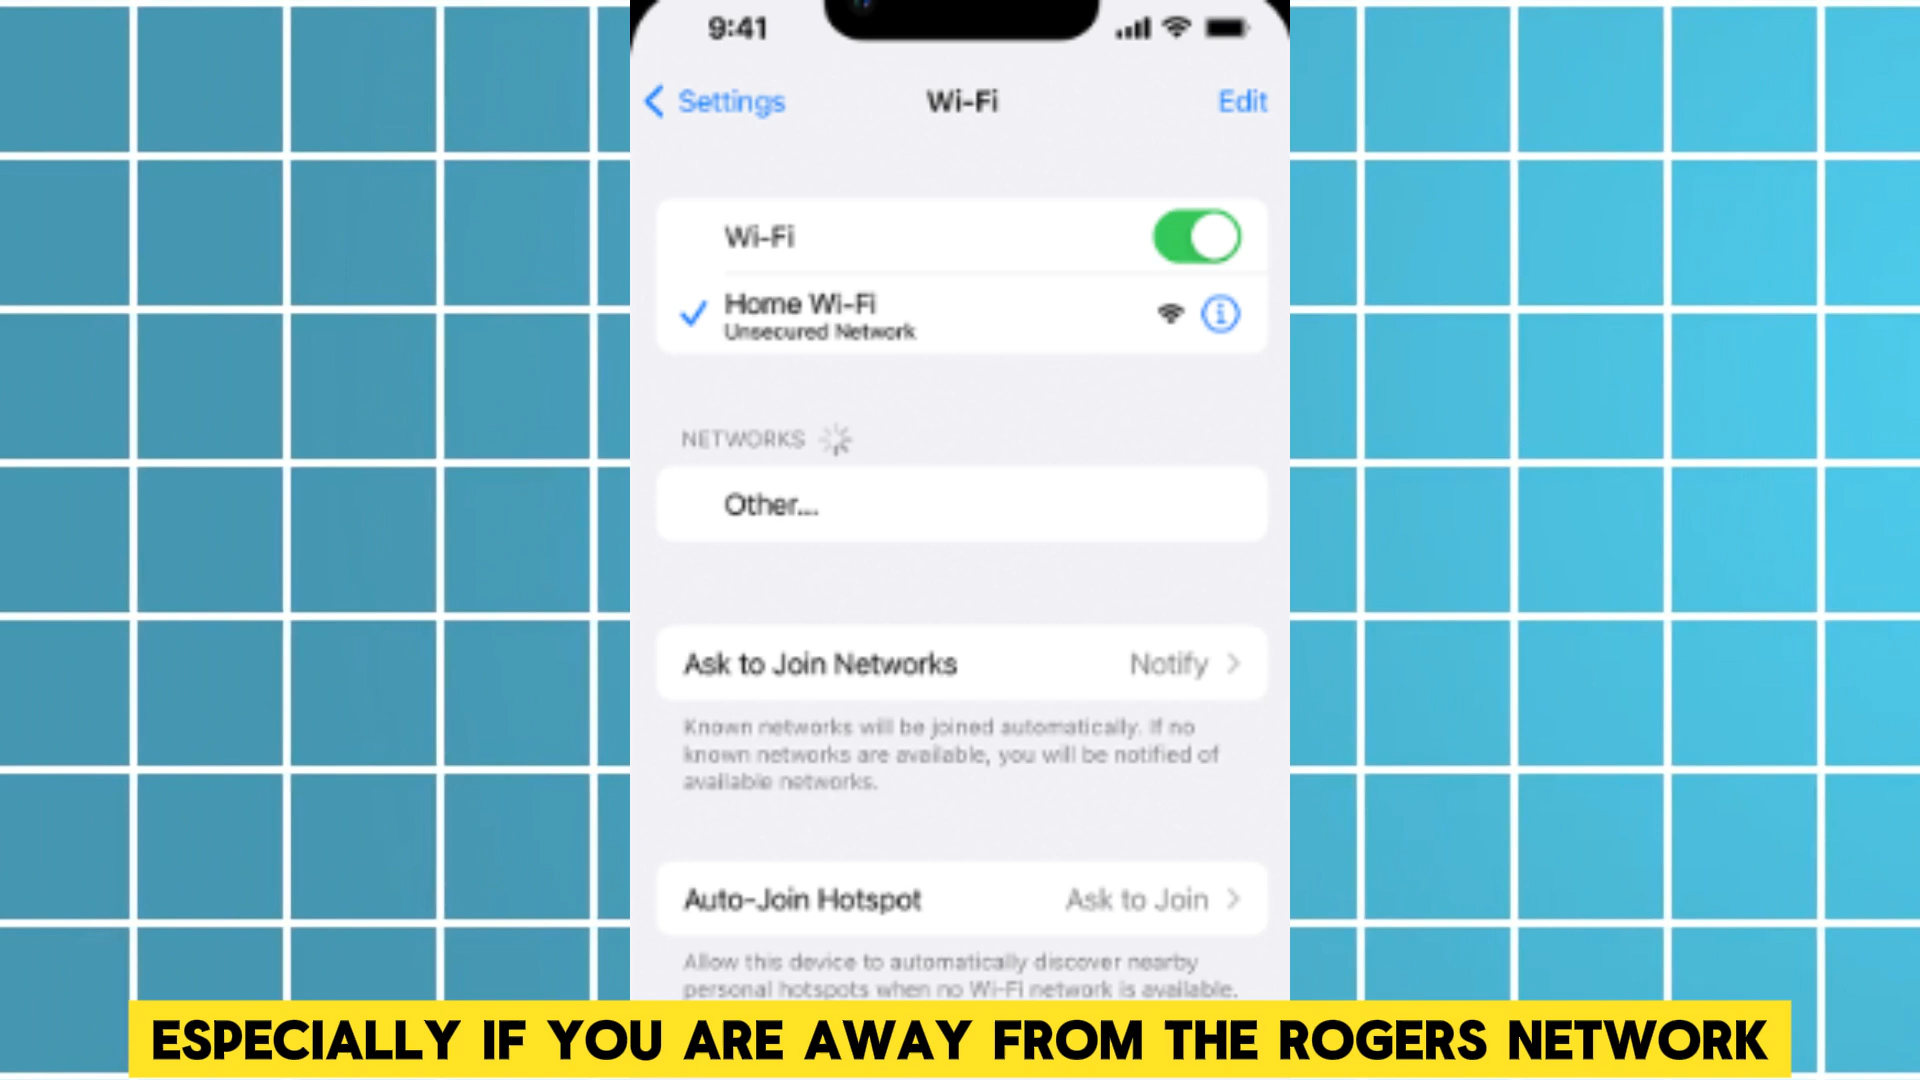 9:41
Settings
Wi-Fi
Edit
Wi-Fi
Home Wi-Fi
Unsecured Network
NETWORKS
Other...
Ask to Join Networks
Notify
Known networks will be joined automatically. If no
known networks are available, you will be notified of
available networks.
Auto-Join Hotspot
Ask to Join
Allow this device to automatically discover nearby
personal hotspots when no Wi-Fi network is available.
ESPECIALLY IF YOU ARE AWAY FROM THE ROGERS NETWORK